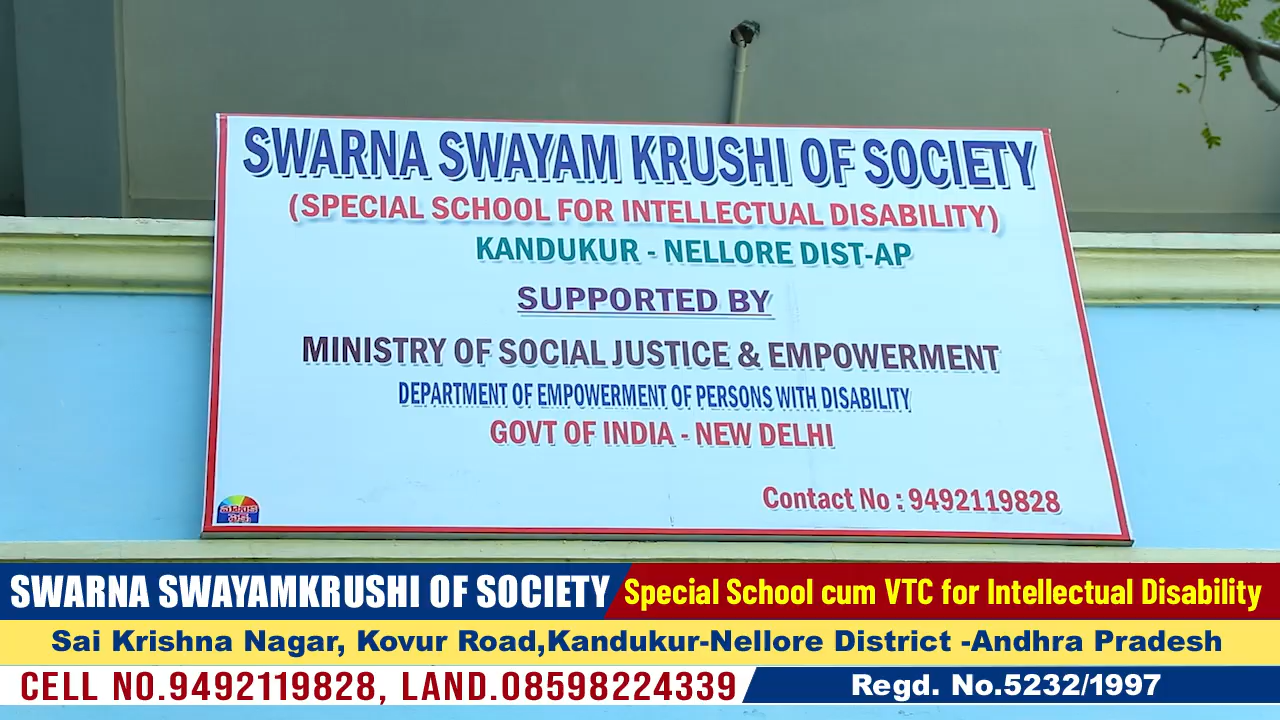 SWARNA SWAYAM KRUSHI OF SOCIETY
(SPECIAL SCHOOL FOR INTELLECTUAL DISABILITY)
KANDUKUR - NELLORE DIST-AP
SUPPORTED BY
MINISTRY OF SOCIAL JUSTICE & EMPOWERMENT
DEPARTMENT OF EMPOWERMENT OF PERSONS WITH DISABILITY
GOVT OF INDIA - NEW DELHI
Contact No : 9492119828
SWARNA SWAYAMKRUSHI OF SOCIETY
Special School cum VTC for Intellectual Disability
Sai Krishna Nagar, Kovur Road,Kandukur-Nellore District -Andhra Pradesh
CELL NO.9492119828, LAND.08598224339
Regd. No.5232/1997